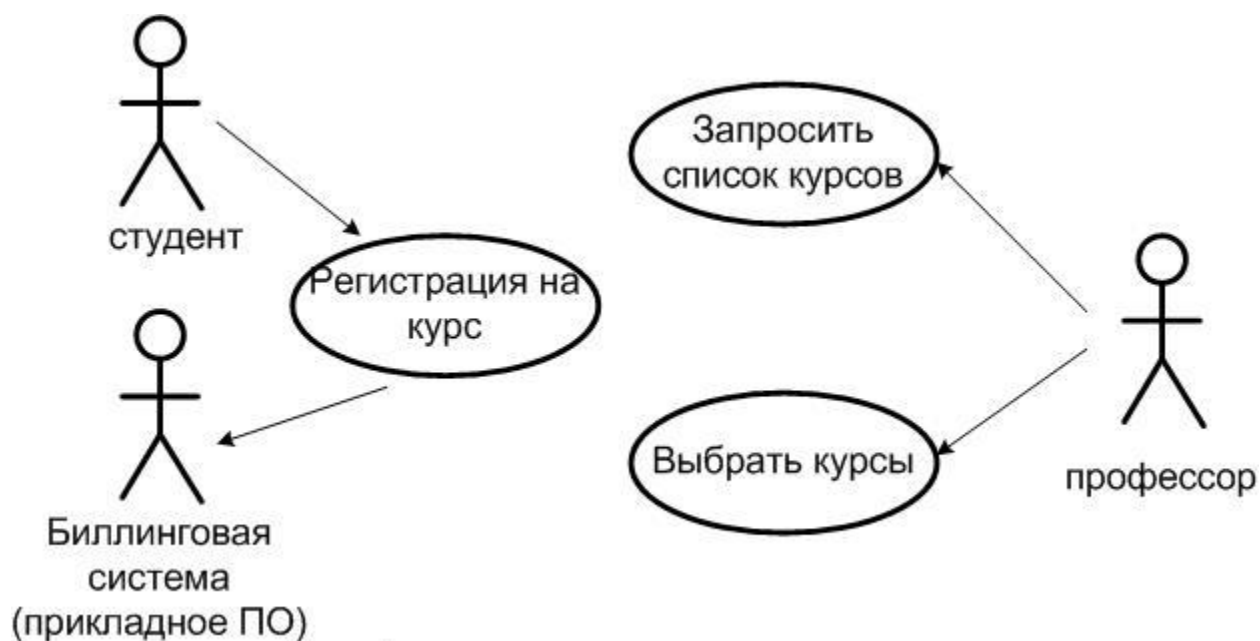 Запросить
список курсов
студент
Регистрация на
курс
Выбрать курсы
профессор
Биллинговая
система
(прикладное ПО)